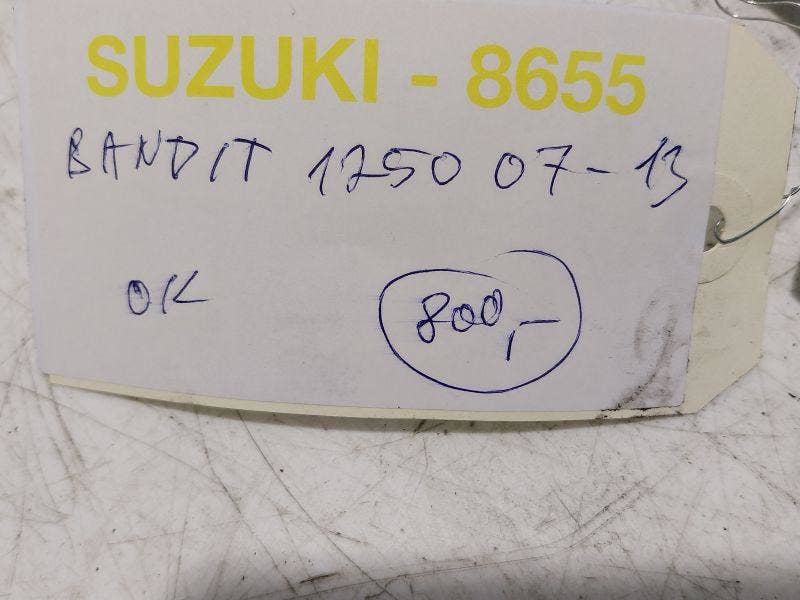 SUZUKI - 8655
BANDIT 1250 07-13
OK
800,-